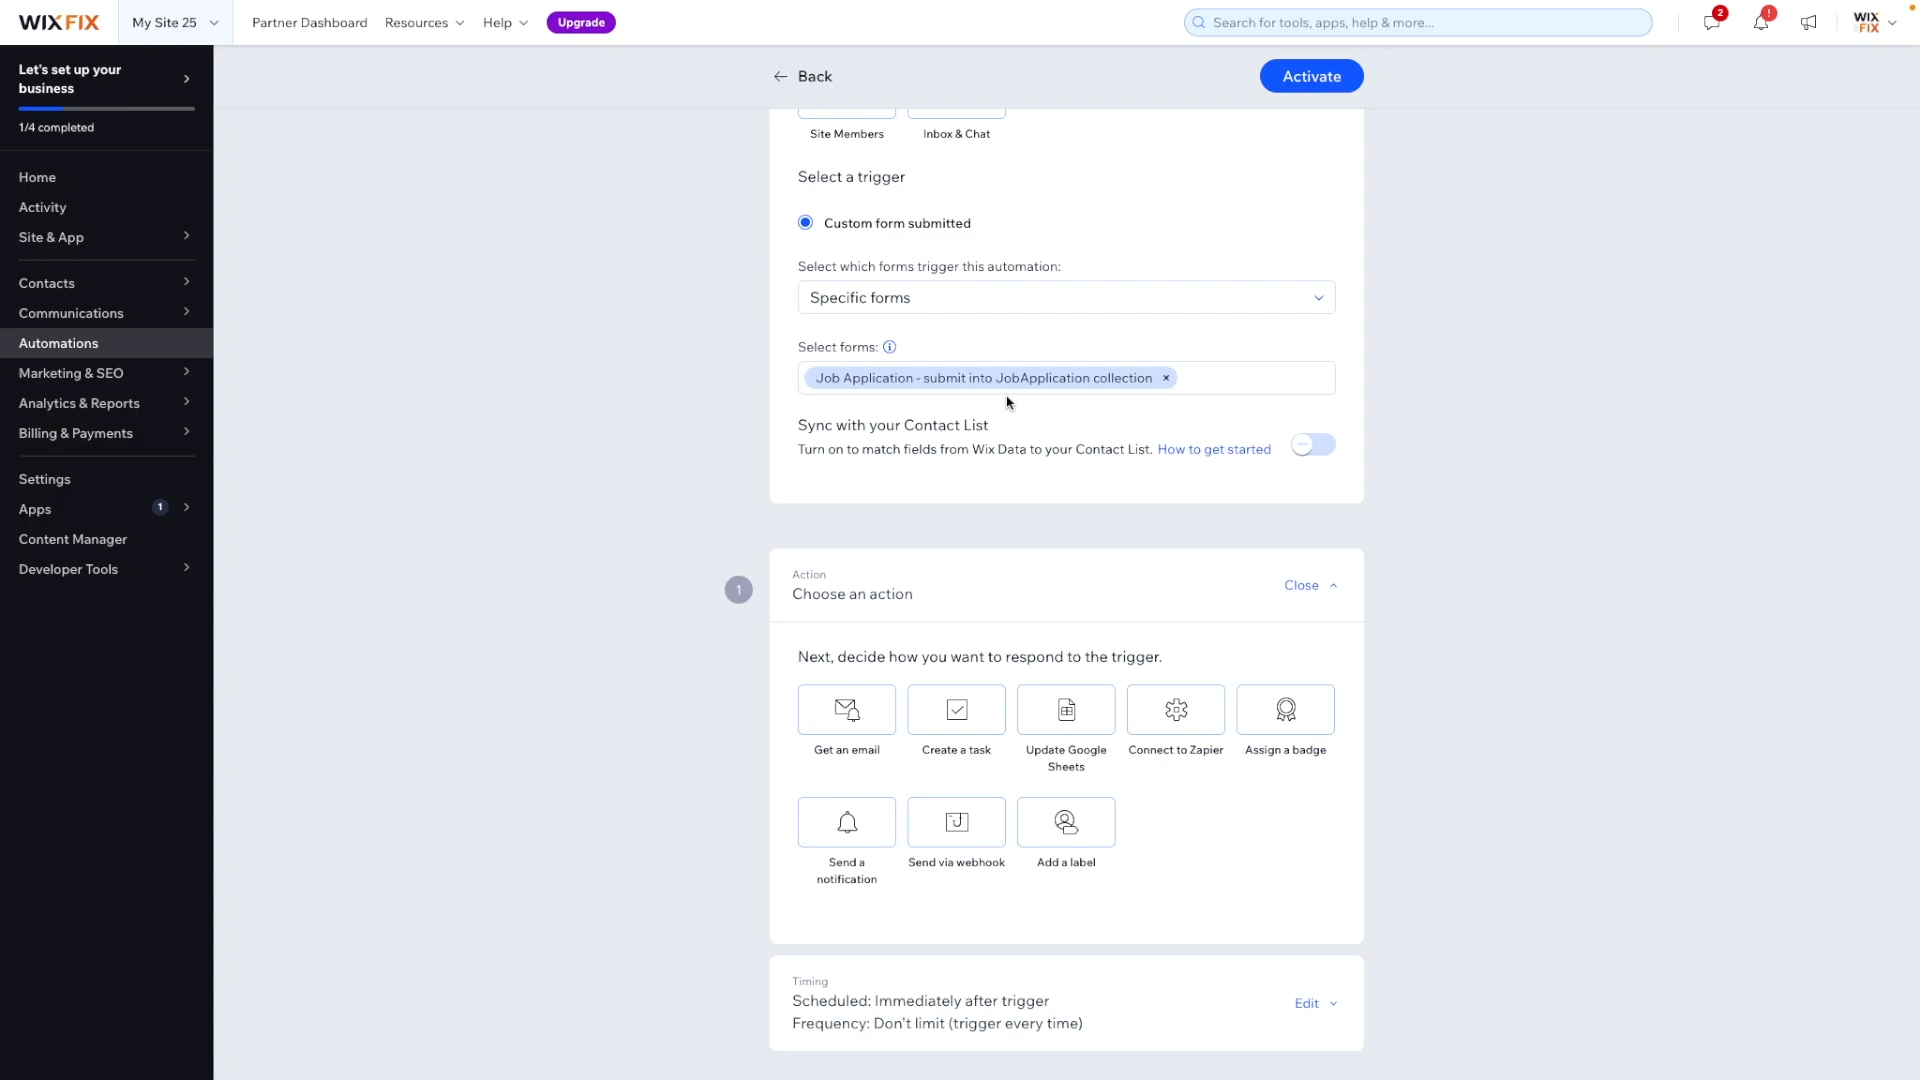 WIXFIX
My Site 25
Partner Dashboard
Resources
Help
Upgrade
Search for tools, apps, help & more...
2
!
WIX
FIX
Let's set up your
business
1/4 completed
Home
Activity
Site & App
Contacts
Communications
Automations
Marketing & SEO
Analytics & Reports
Billing & Payments
Settings
Apps
1
Content Manager
Developer Tools
Back
Activate
Site Members
Inbox & Chat
Select a trigger
Custom form submitted
Select which forms trigger this automation:
Specific forms
Select forms:
Job Application - submit into JobApplication collection ×
Sync with your Contact List
Turn on to match fields from Wix Data to your Contact List. How to get started
1
Action
Choose an action
Close
Next, decide how you want to respond to the trigger.
Get an email
Create a task
Update Google
Sheets
Connect to Zapier
Assign a badge
Send a
notification
Send via webhook
Add a label
Timing
Scheduled: Immediately after trigger
Frequency: Don't limit (trigger every time)
Edit